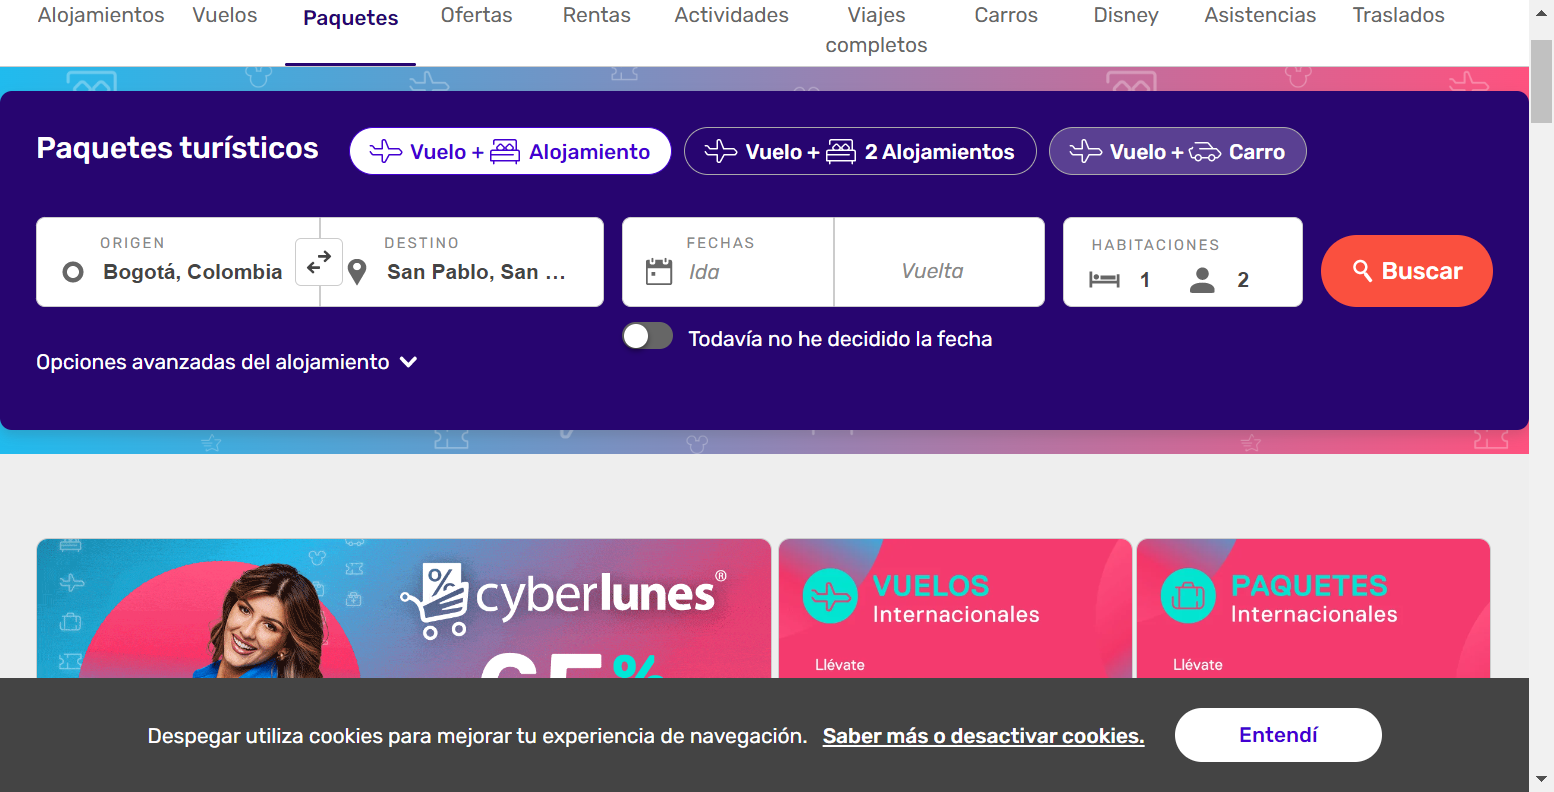 Alojamientos Vuelos Paquetes Ofertas Rentas Actividades Viajes completos Carros Disney Asistencias Traslados
Paquetes turísticos
Vuelo + Alojamiento
Vuelo + 2 Alojamientos
Vuelo + Carro
ORIGEN
Bogotá, Colombia
DESTINO
San Pablo, San ...
FECHAS
Ida
Vuelta
HABITACIONES
1 2
Buscar
Todavía no he decidido la fecha
Opciones avanzadas del alojamiento
% cyberlunes®
65%
VUELOS
Internacionales
Llévate
PAQUETES
Internacionales
Llévate
Despegar utiliza cookies para mejorar tu experiencia de navegación. Saber más o desactivar cookies. Entendí